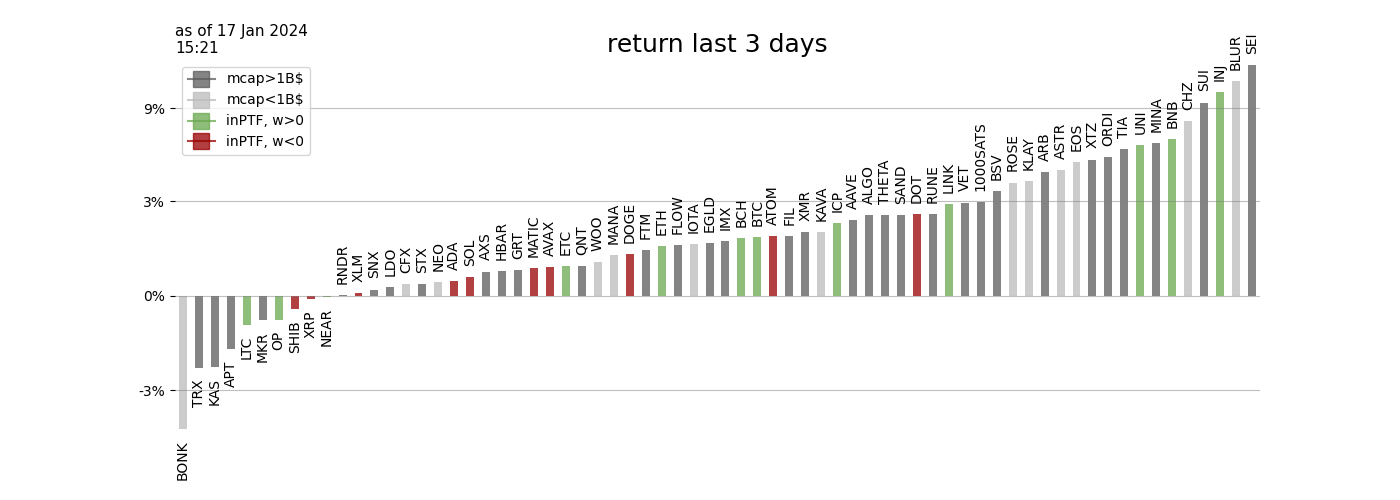 as of 17 Jan 2024
15:21
return last 3 days
mcap>1B$
mcap<1B$
inPTF, w>0
inPTF, w<0
9%
3%
0%
-3%
BONK
TRX
KAS
APT
LTC
MKR
OP
SHIB
XRP
NEAR
RNDR
XLM
SNX
LDO
CFX
STX
NEO
ADA
SOL
AXS
HBAR
GRT
MATIC
AVAX
ETC
QNT
WOO
MANA
DOGE
FTM
ETH
FLOW
IOTA
EGLD
IMX
BCH
BTC
ATOM
FIL
XMR
KAVA
ICP
AAVE
ALGO
THETA
SAND
DOT
RUNE
LINK
VET
1000SATS
BSV
ROSE
KLAY
ARB
ASTR
EOS
XTZ
ORDI
TIA
UNI
MINA
BNB
CHZ
SUI
INJ
BLUR
SEI